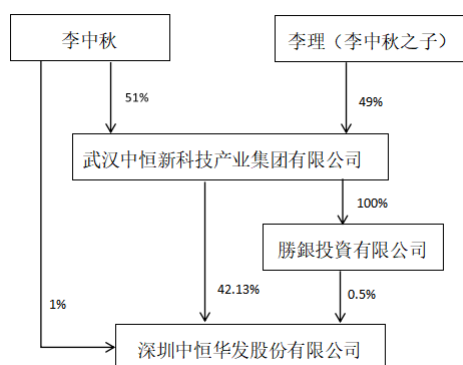 李中秋
李理（李中秋之子）
51%
49%
武汉中恒新科技产业集团有限公司
100%
勝銀投資有限公司
42.13%
0.5%
1%
深圳中恒华发股份有限公司